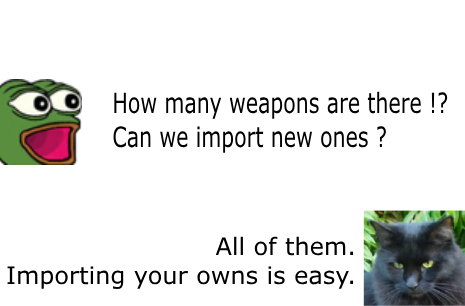 How many weapons are there !?
Can we import new ones ?
All of them.
Importing your owns is easy.